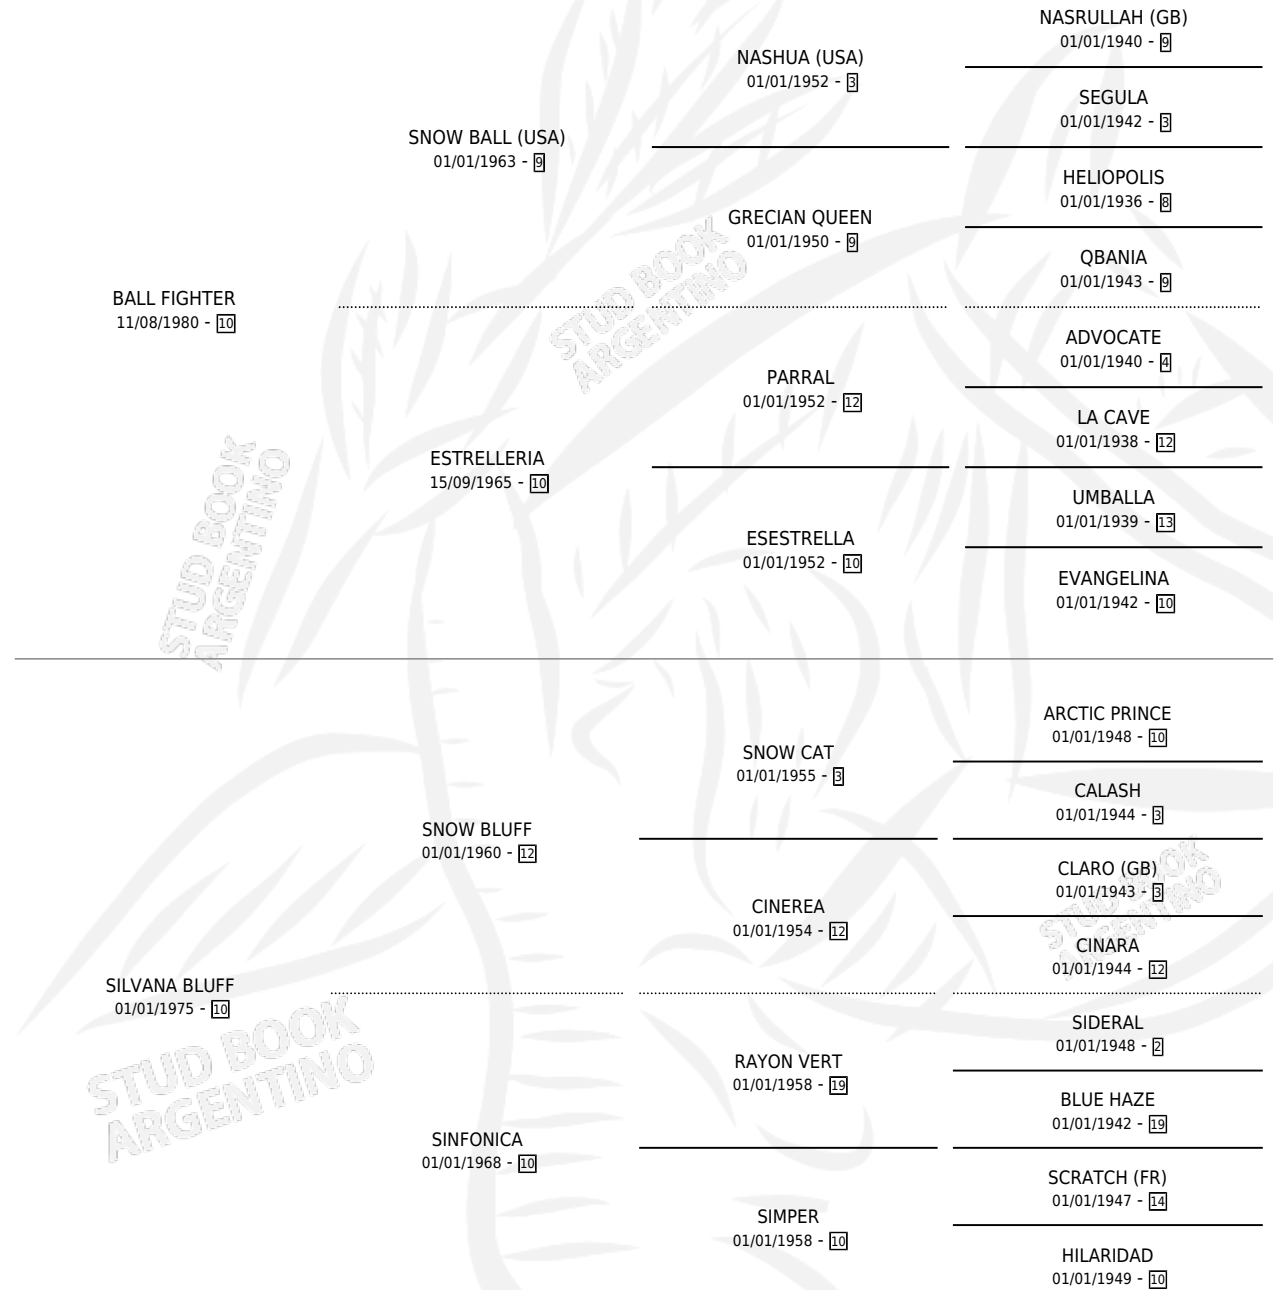 NASRULLAH (GB)
01/01/1940 - 9
NASHUA (USA)
01/01/1952 - 3
SEGULA
01/01/1942 - 3
SNOW BALL (USA)
01/01/1963 - 9
HELIOPOLIS
01/01/1936 - 8
GRECIAN QUEEN
01/01/1950 - 9
QBANIA
01/01/1943 - 9
BALL FIGHTER
11/08/1980 - 10
ADVOCATE
01/01/1940 - 4
PARRAL
01/01/1952 - 12
LA CAVE
01/01/1938 - 12
ESTRELLERIA
15/09/1965 - 10
UMBALLA
01/01/1939 - 13
ESESTRELLA
01/01/1952 - 10
EVANGELINA
01/01/1942 - 10
STUD BOOK
ARGENTINO
STUD BOOK
ARGENTINO
ARCTIC PRINCE
01/01/1948 - 10
SNOW CAT
01/01/1955 - 3
CALASH
01/01/1944 - 3
SNOW BLUFF
01/01/1960 - 12
CLARO (GB)
01/01/1943 - 3
CINEREA
01/01/1954 - 12
CINARA
01/01/1944 - 12
STUD BOOK
ARGENTINO
SILVANA BLUFF
01/01/1975 - 10
SIDERAL
01/01/1948 - 2
RAYON VERT
01/01/1958 - 19
BLUE HAZE
01/01/1942 - 19
STUD BOOK
ARGENTINO
SINFONICA
01/01/1968 - 10
SCRATCH (FR)
01/01/1947 - 14
SIMPER
01/01/1958 - 10
HILARIDAD
01/01/1949 - 10